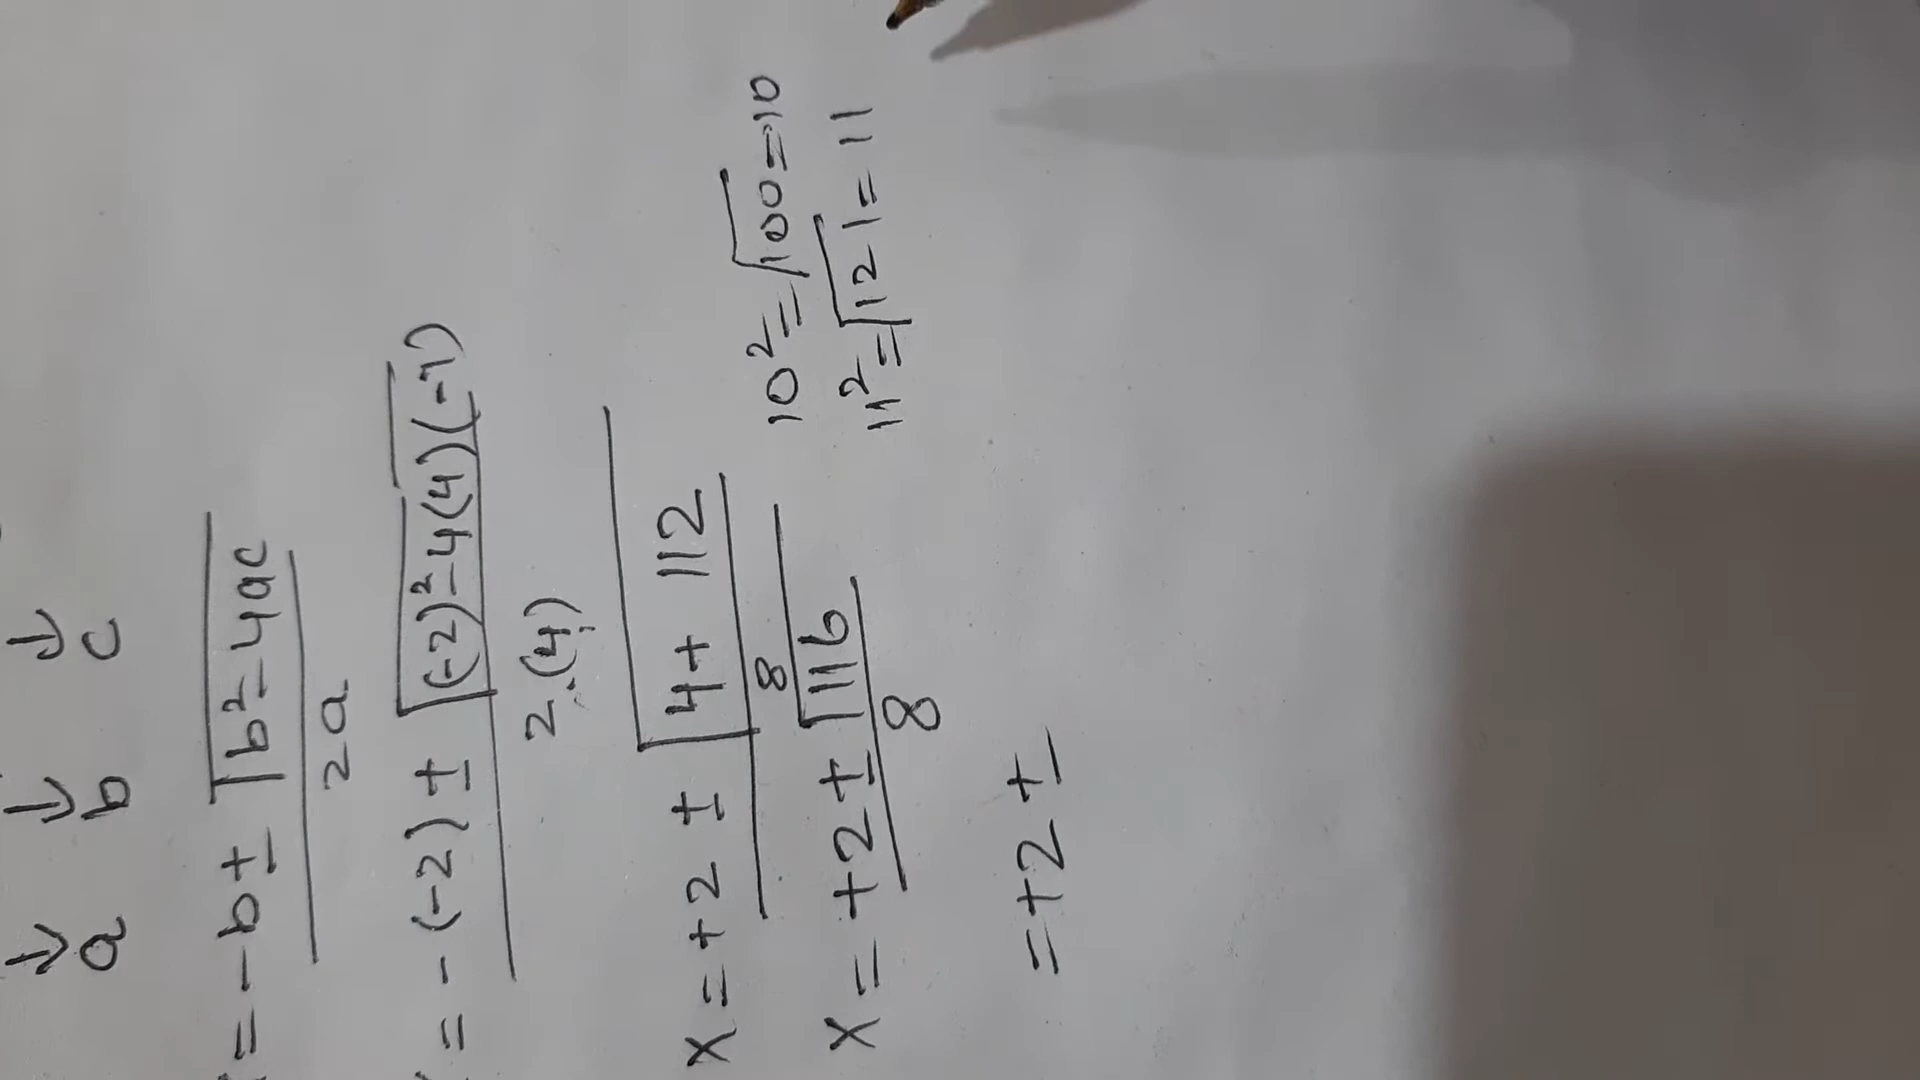 ↓ ↓ ↓
a b c
= -b ± √b²-4ac
2a
= -(-2) ± √(-2)²-4(4)(-7)
2.(4)
x = +2 ± √4+ 112
8
10² = √100 = 10
x = +2 ± √116
8
11² = √121 = 11
= +2 ±